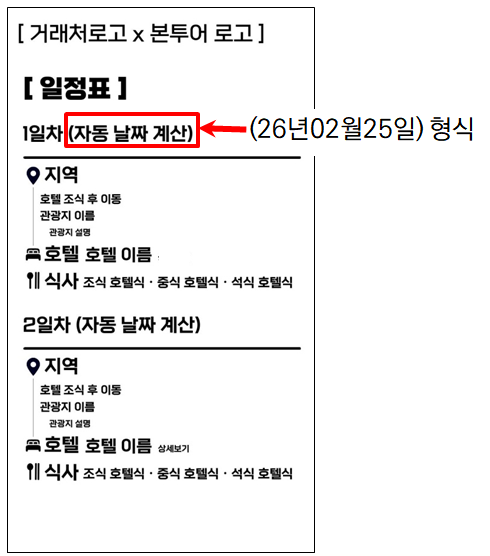 [ 거래처로고 x 본투어 로고 ]
[ 일정표 ]
1일차 (자동 날짜 계산)
(26년02월25일) 형식
지역
호텔 조식 후 이동
관광지 이름
관광지 설명
호텔 호텔 이름
식사 조식 호텔식 · 중식 호텔식 · 석식 호텔식
2일차 (자동 날짜 계산)
지역
호텔 조식 후 이동
관광지 이름
관광지 설명
호텔 호텔 이름 상세보기
식사 조식 호텔식 · 중식 호텔식 · 석식 호텔식